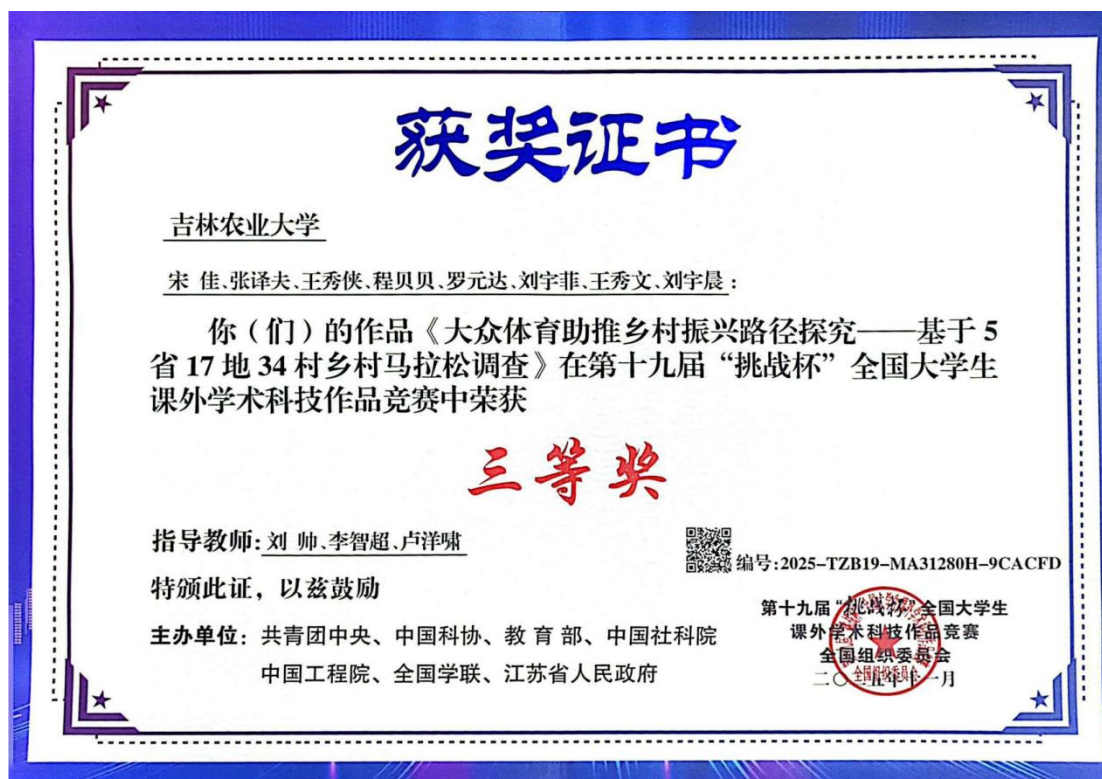 获奖证书
吉林农业大学
宋 佳、张译夫、王秀侠、程贝贝、罗元达、刘宇菲、王秀文、刘宇晨：
你（们）的作品《大众体育助推乡村振兴路径探究——基于5
省17地34村乡村马拉松调查》在第十九届“挑战杯”全国大学生
课外学术科技作品竞赛中荣获
三等奖
指导教师：刘 帅、李智超、卢洋啸
编号:2025-TZB19-MA31280H-9CACFD
特颁此证，以兹鼓励
第十九届“挑战杯”全国大学生
课外学术科技作品竞赛
全国组织委员会
二〇二五年十一月
主办单位：共青团中央、中国科协、教育部、中国社科院
中国工程院、全国学联、江苏省人民政府